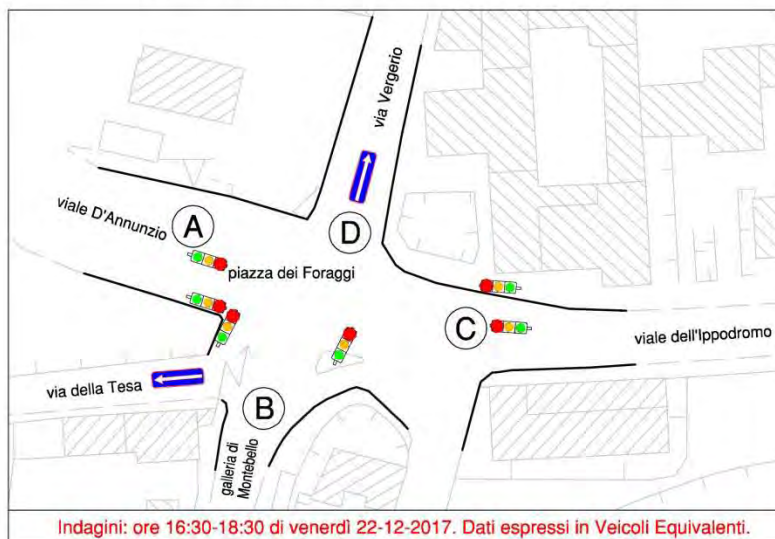 via Vergerio
viale D'Annunzio
A
D
piazza dei Foraggi
C
viale dell'Ippodromo
via della Tesa
B
galleria di
Montebello
Indagini: ore 16:30-18:30 di venerdì 22-12-2017. Dati espressi in Veicoli Equivalenti.